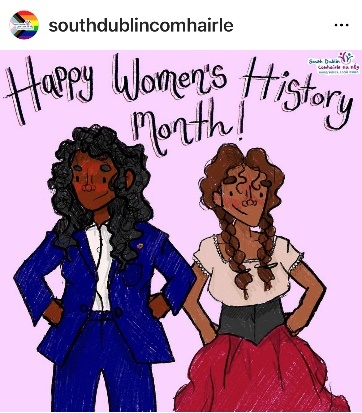 southdublincomhairle
Happy Women's History
Month!
South Dublin
Comhairle na nÓg